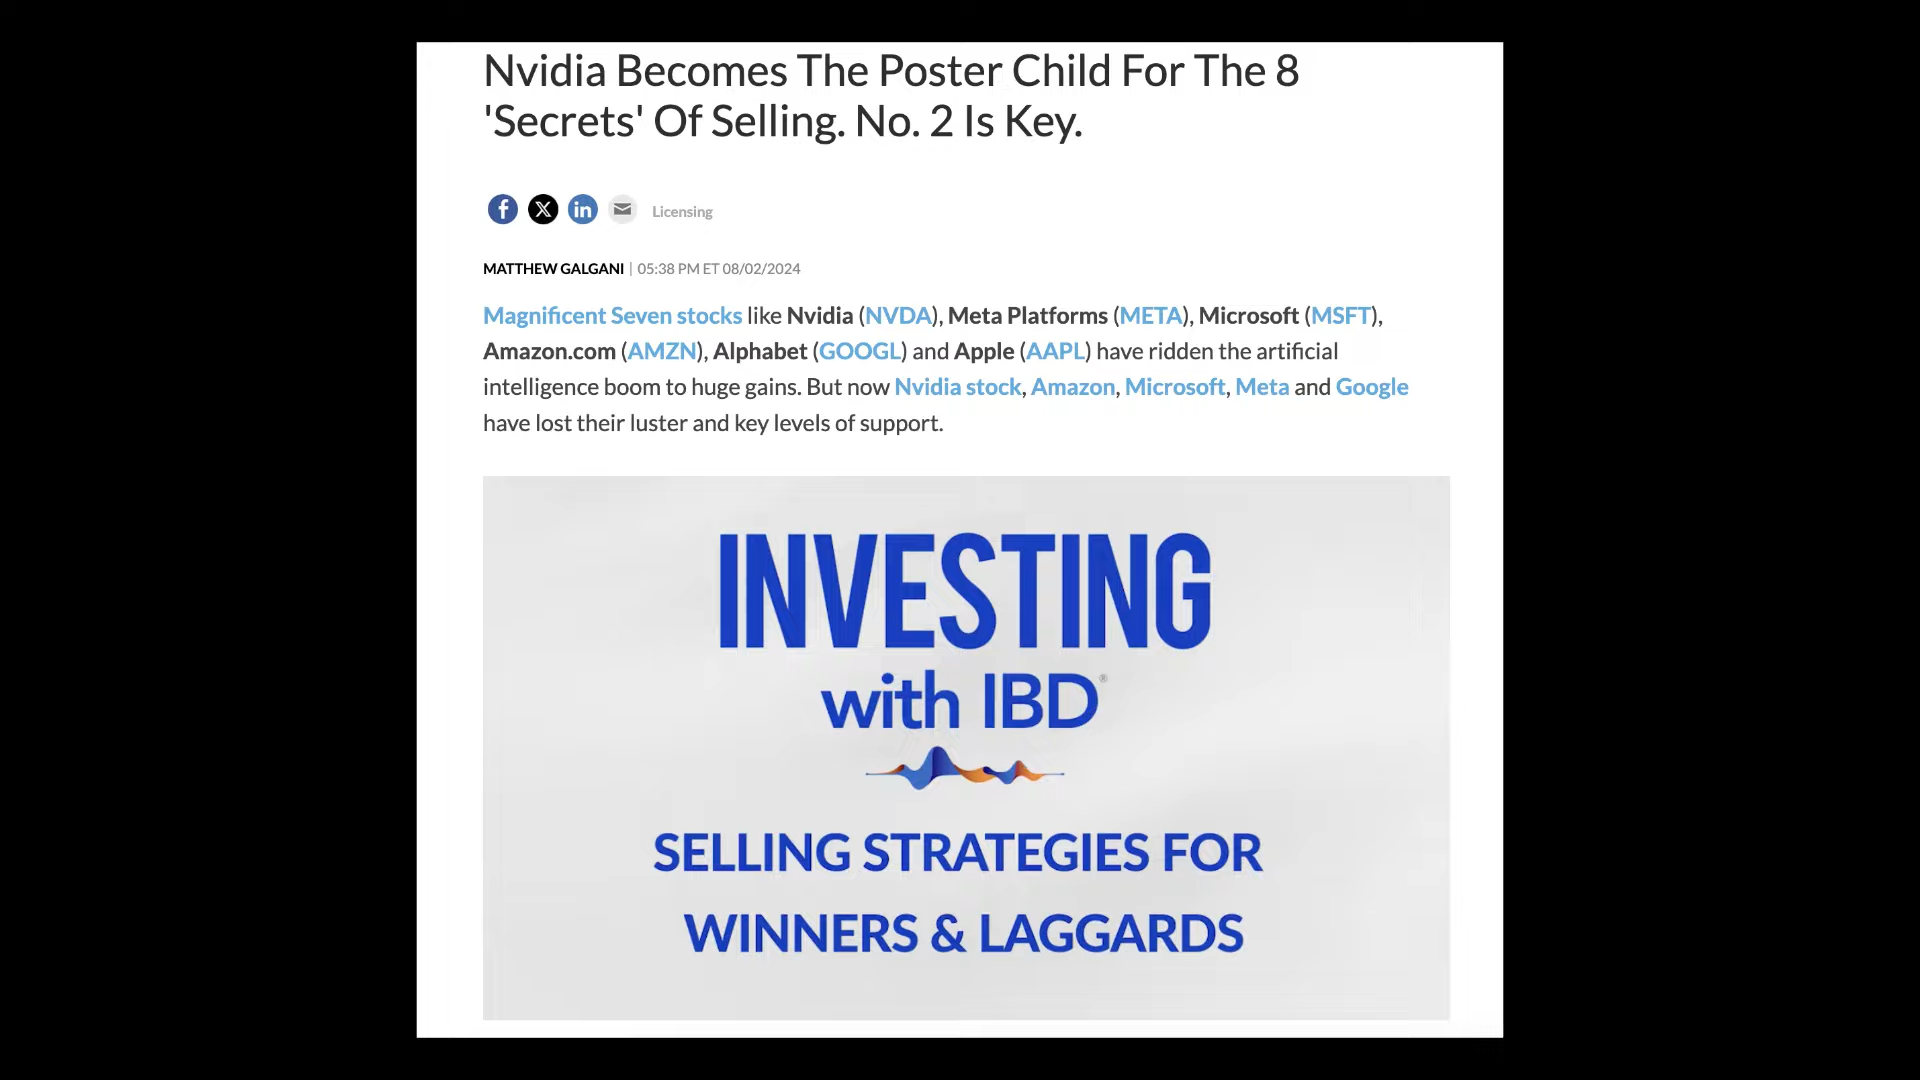 Nvidia Becomes The Poster Child For The 8
'Secrets' Of Selling. No. 2 Is Key.
f X in Licensing
MATTHEW GALGANI | 05:38 PM ET 08/02/2024
Magnificent Seven stocks like Nvidia (NVDA), Meta Platforms (META), Microsoft (MSFT),
Amazon.com (AMZN), Alphabet (GOOGL) and Apple (AAPL) have ridden the artificial
intelligence boom to huge gains. But now Nvidia stock, Amazon, Microsoft, Meta and Google
have lost their luster and key levels of support.
INVESTING
with IBD®
SELLING STRATEGIES FOR
WINNERS & LAGGARDS